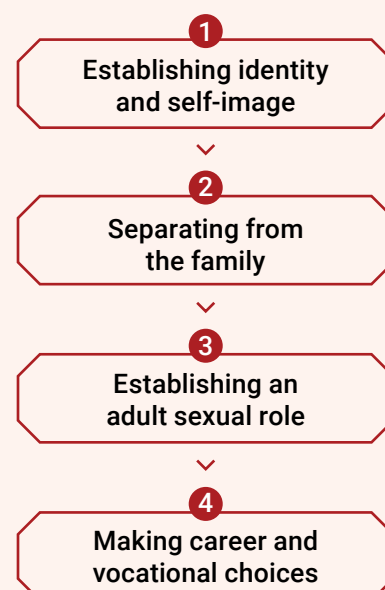 1
Establishing identity
and self-image
2
Separating from
the family
3
Establishing an
adult sexual role
4
Making career and
vocational choices